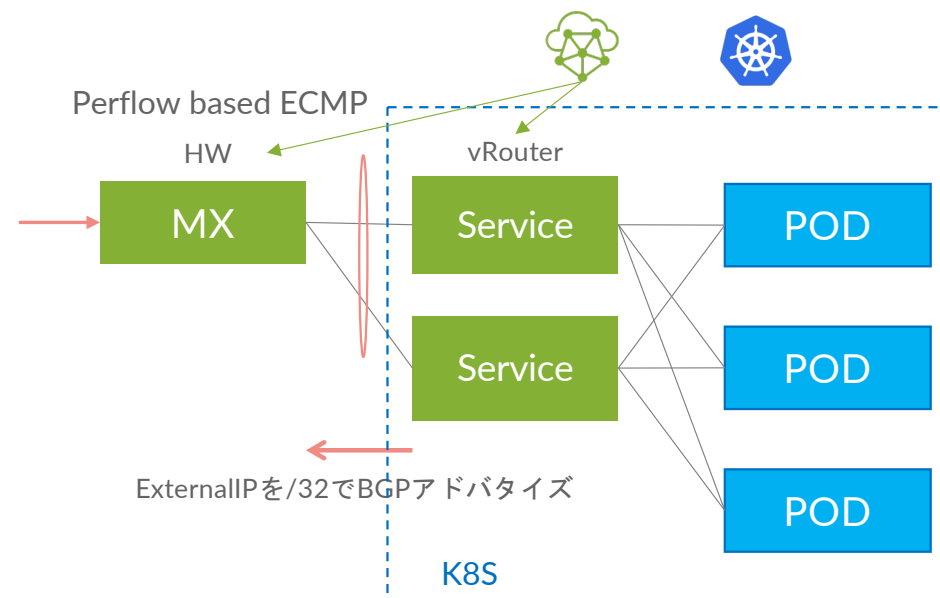 Perflow based ECMP
HW
vRouter
MX
Service
POD
Service
POD
ExternalIPを/32でBGPアドバタイズ
POD
K8S